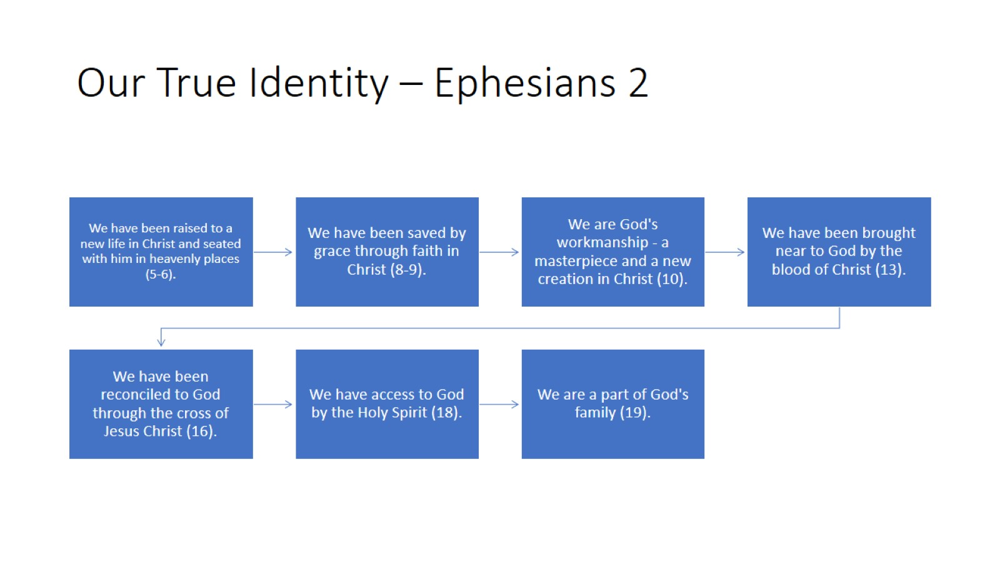 Our True Identity – Ephesians 2
We have been raised to a
new life in Christ and seated
with him in heavenly places
(5-6).
We have been saved by
grace through faith in
Christ (8-9).
We are God's
workmanship - a
masterpiece and a new
creation in Christ (10).
We have been brought
near to God by the
blood of Christ (13).
We have been
reconciled to God
through the cross of
Jesus Christ (16).
We have access to God
by the Holy Spirit (18).
We are a part of God's
family (19).